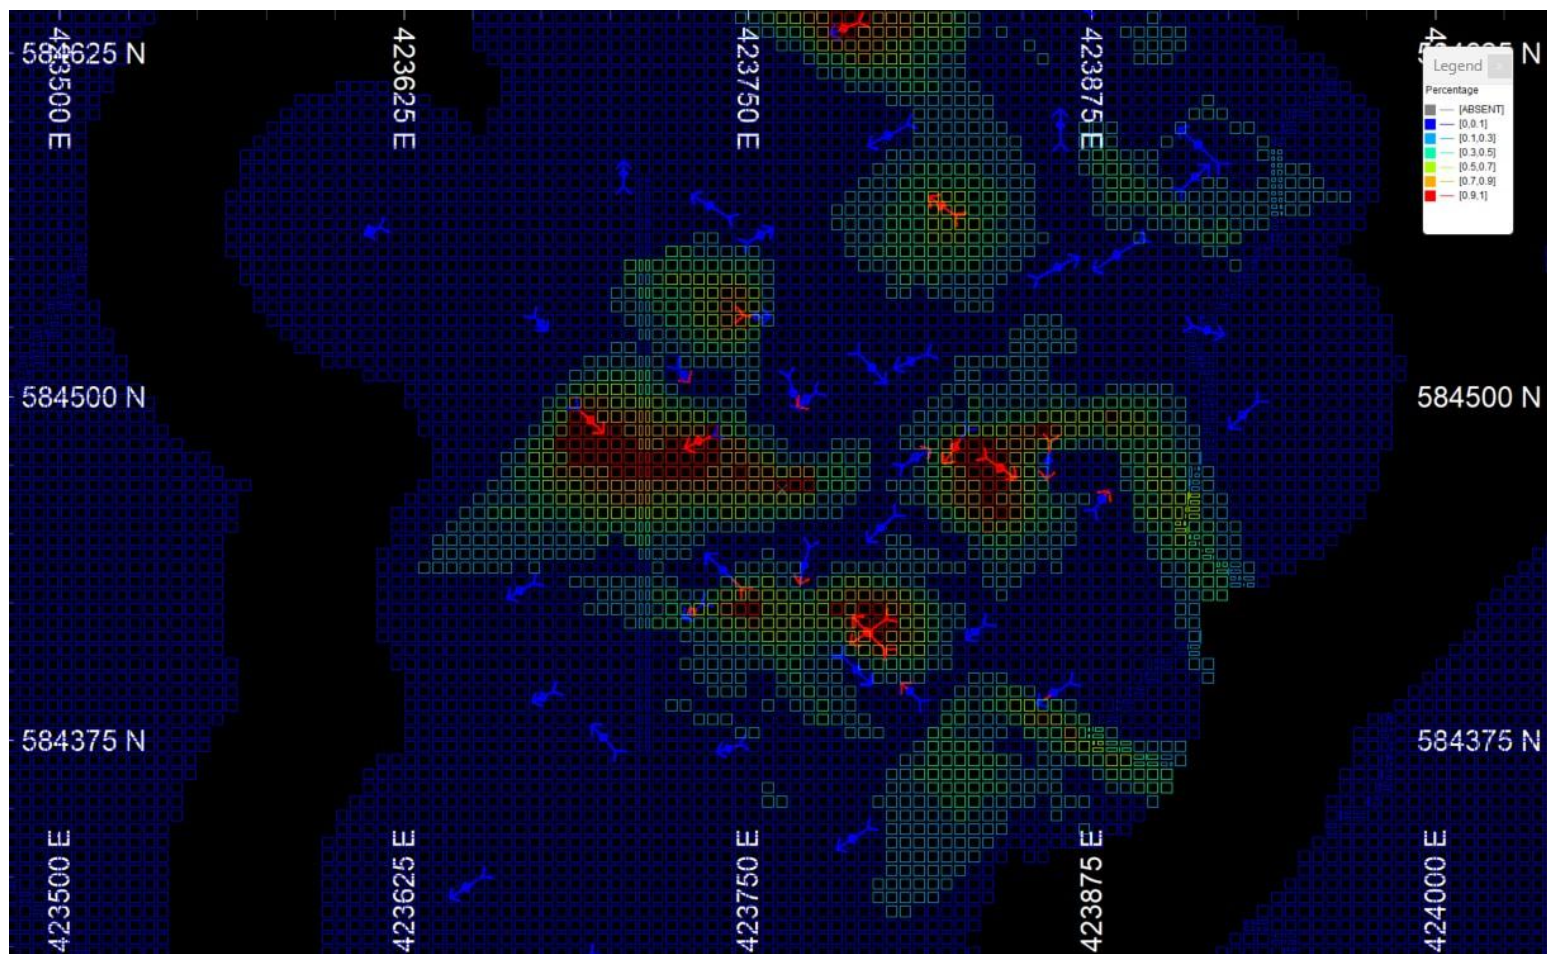 584625 N
423500 E
423625 E
423750 E
423875 E
Legend
Percentage
[ABSENT]
[0,0.1]
[0.1,0.3]
[0.3,0.5]
[0.5,0.7]
[0.7,0.9]
[0.9,1]
584500 N
584500 N
584375 N
584375 N
423500 E
423625 E
423750 E
423875 E
424000 E